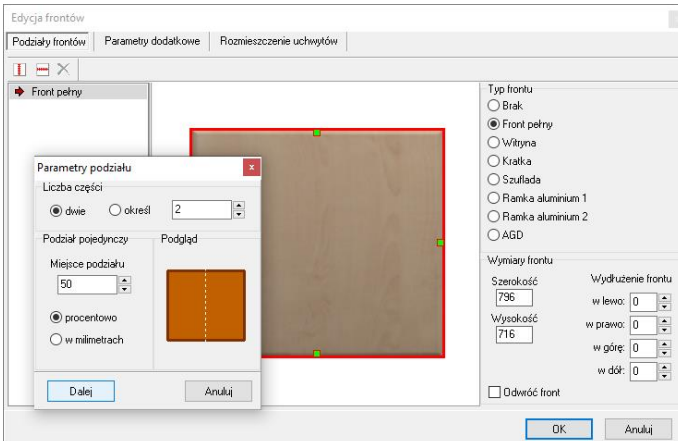 Edycja frontów
Podziały frontów Parametry dodatkowe Rozmieszczenie uchwytów
Front pełny
Parametry podziału
x
Liczba części
dwie określ 2
Podział pojedynczy Podgląd
Miejsce podziału
50
procentowo
w milimetrach
Dalej Anuluj
Typ frontu
Brak
Front pełny
Witryna
Kratka
Szuflada
Ramka aluminium 1
Ramka aluminium 2
AGD
Wymiary frontu
Szerokość Wydłużenie frontu
796 w lewo: 0
Wysokość w prawo: 0
716
w górę: 0
w dół: 0
Odwróć front
OK Anuluj